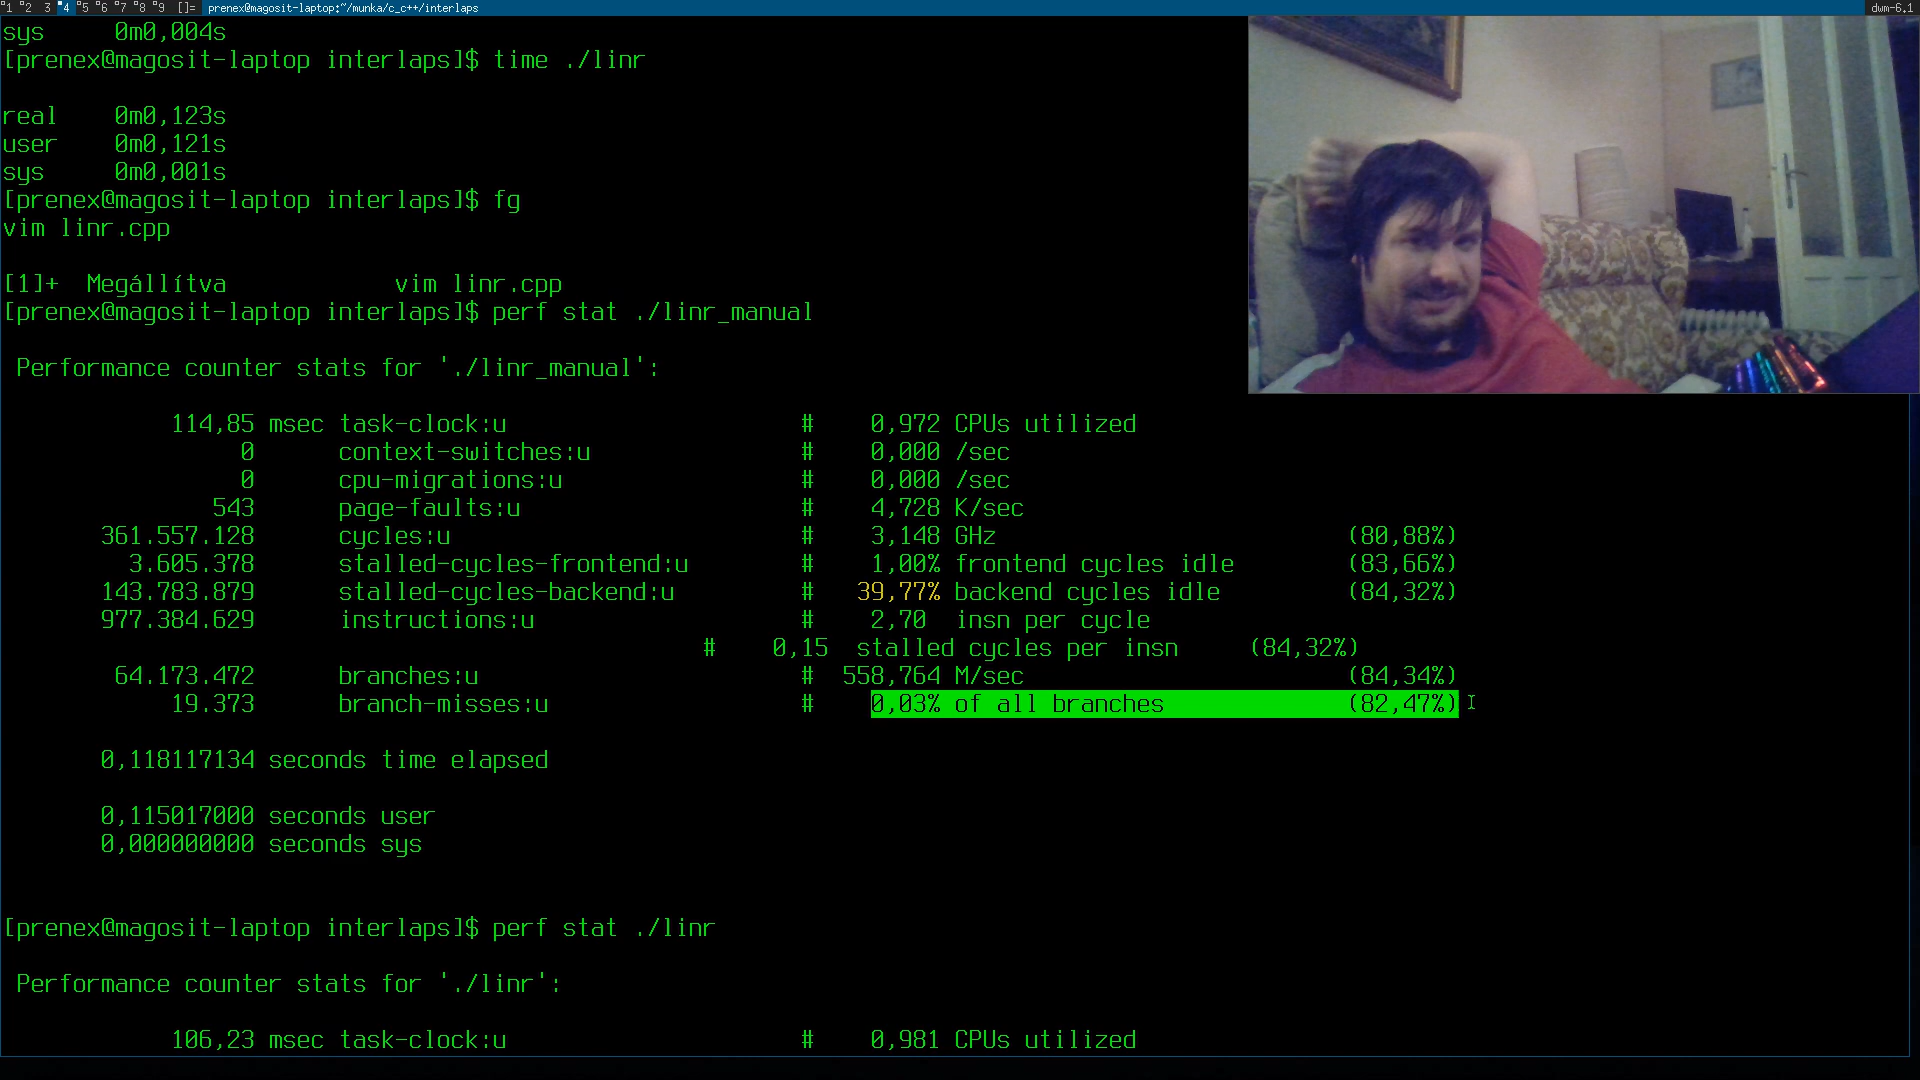 1 2 3 4 5 6 7 8 9 []= prenex@magosit-laptop:~/munka/c_c++/interlaps dwm-6.1
sys 0m0,004s
[prenex@magosit-laptop interlaps]$ time ./linr
real 0m0,123s
user 0m0,121s
sys 0m0,001s
[prenex@magosit-laptop interlaps]$ fg
vim linr.cpp
[1]+ Megállítva vim linr.cpp
[prenex@magosit-laptop interlaps]$ perf stat ./linr_manual
Performance counter stats for './linr_manual':
114,85 msec task-clock:u # 0,972 CPUs utilized
0 context-switches:u # 0,000 /sec
0 cpu-migrations:u # 0,000 /sec
543 page-faults:u # 4,728 K/sec
361.557.128 cycles:u # 3,148 GHz (80,88%)
3.605.378 stalled-cycles-frontend:u # 1,00% frontend cycles idle (83,66%)
143.783.879 stalled-cycles-backend:u # 39,77% backend cycles idle (84,32%)
977.384.629 instructions:u # 2,70 insn per cycle
# 0,15 stalled cycles per insn (84,32%)
64.173.472 branches:u # 558,764 M/sec (84,34%)
19.373 branch-misses:u # 0,03% of all branches (82,47%)
0,118117134 seconds time elapsed
0,115017000 seconds user
0,000000000 seconds sys
[prenex@magosit-laptop interlaps]$ perf stat ./linr
Performance counter stats for './linr':
106,23 msec task-clock:u # 0,981 CPUs utilized